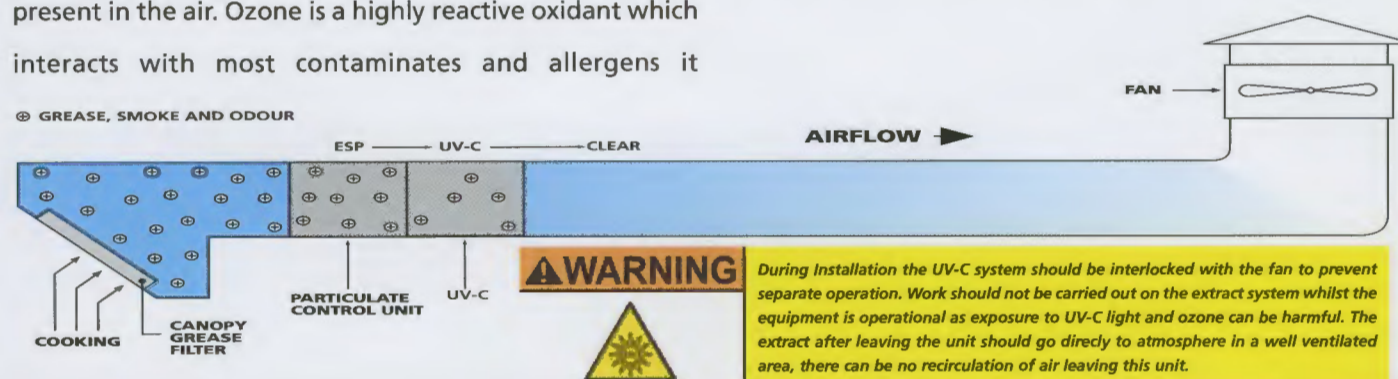 present in the air. Ozone is a highly reactive oxidant which
interacts with most contaminates and allergens it
⊕ GREASE, SMOKE AND ODOUR
ESP UV-C CLEAR
AIRFLOW
FAN
COOKING
CANOPY
GREASE
FILTER
PARTICULATE
CONTROL UNIT
UV-C
WARNING
During Installation the UV-C system should be interlocked with the fan to prevent
separate operation. Work should not be carried out on the extract system whilst the
equipment is operational as exposure to UV-C light and ozone can be harmful. The
extract after leaving the unit should go direcly to atmosphere in a well ventilated
area, there can be no recirculation of air leaving this unit.